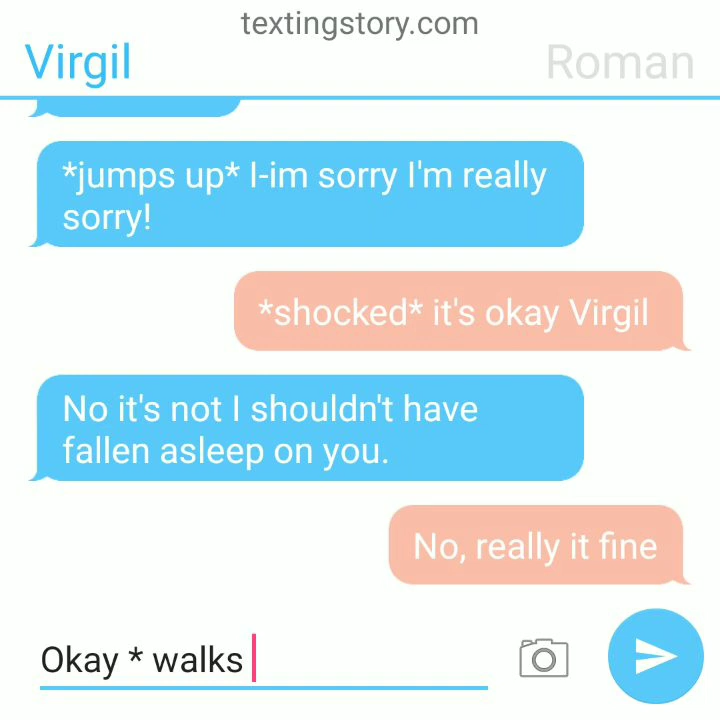 textingstory.com
Virgil
Roman
*jumps up* I-im sorry I'm really
sorry!
*shocked* it's okay Virgil
No it's not I shouldn't have
fallen asleep on you.
No, really it fine
Okay * walks